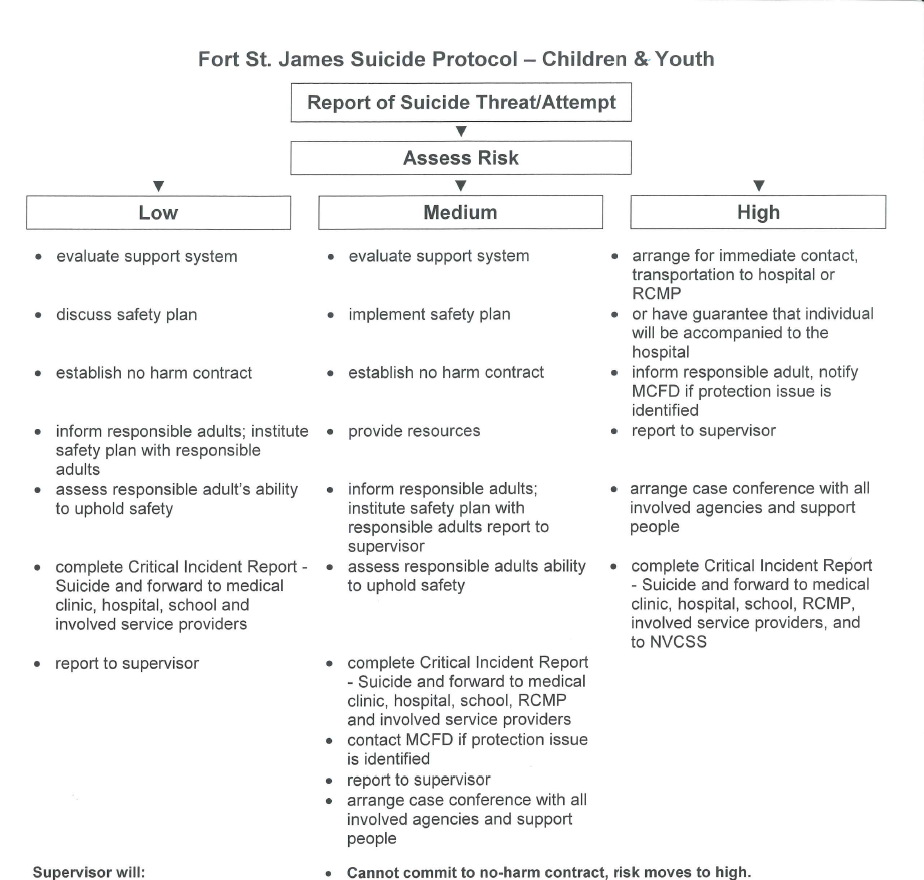 Fort St. James Suicide Protocol – Children & Youth
Report of Suicide Threat/Attempt
▼
Assess Risk
▼ ▼ ▼
Low
• evaluate support system
• discuss safety plan
• establish no harm contract
• inform responsible adults; institute
safety plan with responsible
adults
• assess responsible adult's ability
to uphold safety
• complete Critical Incident Report -
Suicide and forward to medical
clinic, hospital, school and
involved service providers
• report to supervisor
Medium
• evaluate support system
• implement safety plan
• establish no harm contract
• provide resources
• inform responsible adults;
institute safety plan with
responsible adults report to
supervisor
• assess responsible adults ability
to uphold safety
• complete Critical Incident Report
- Suicide and forward to medical
clinic, hospital, school, RCMP
and involved service providers
• contact MCFD if protection issue
is identified
• report to supervisor
• arrange case conference with all
involved agencies and support
people
High
• arrange for immediate contact,
transportation to hospital or
RCMP
• or have guarantee that individual
will be accompanied to the
hospital
• inform responsible adult, notify
MCFD if protection issue is
identified
• report to supervisor
• arrange case conference with all
involved agencies and support
people
• complete Critical Incident Report
- Suicide and forward to medical
clinic, hospital, school, RCMP,
involved service providers, and
to NVCSS
Supervisor will:
• Cannot commit to no-harm contract, risk moves to high.